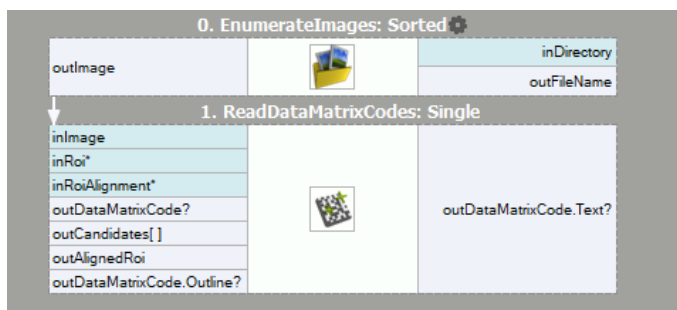 0. EnumerateImages: Sorted
outImage
inDirectory
outFileName
1. ReadDataMatrixCodes: Single
inImage
inRoi*
inRoiAlignment*
outDataMatrixCode?
outCandidates[ ]
outAlignedRoi
outDataMatrixCode.Outline?
outDataMatrixCode.Text?